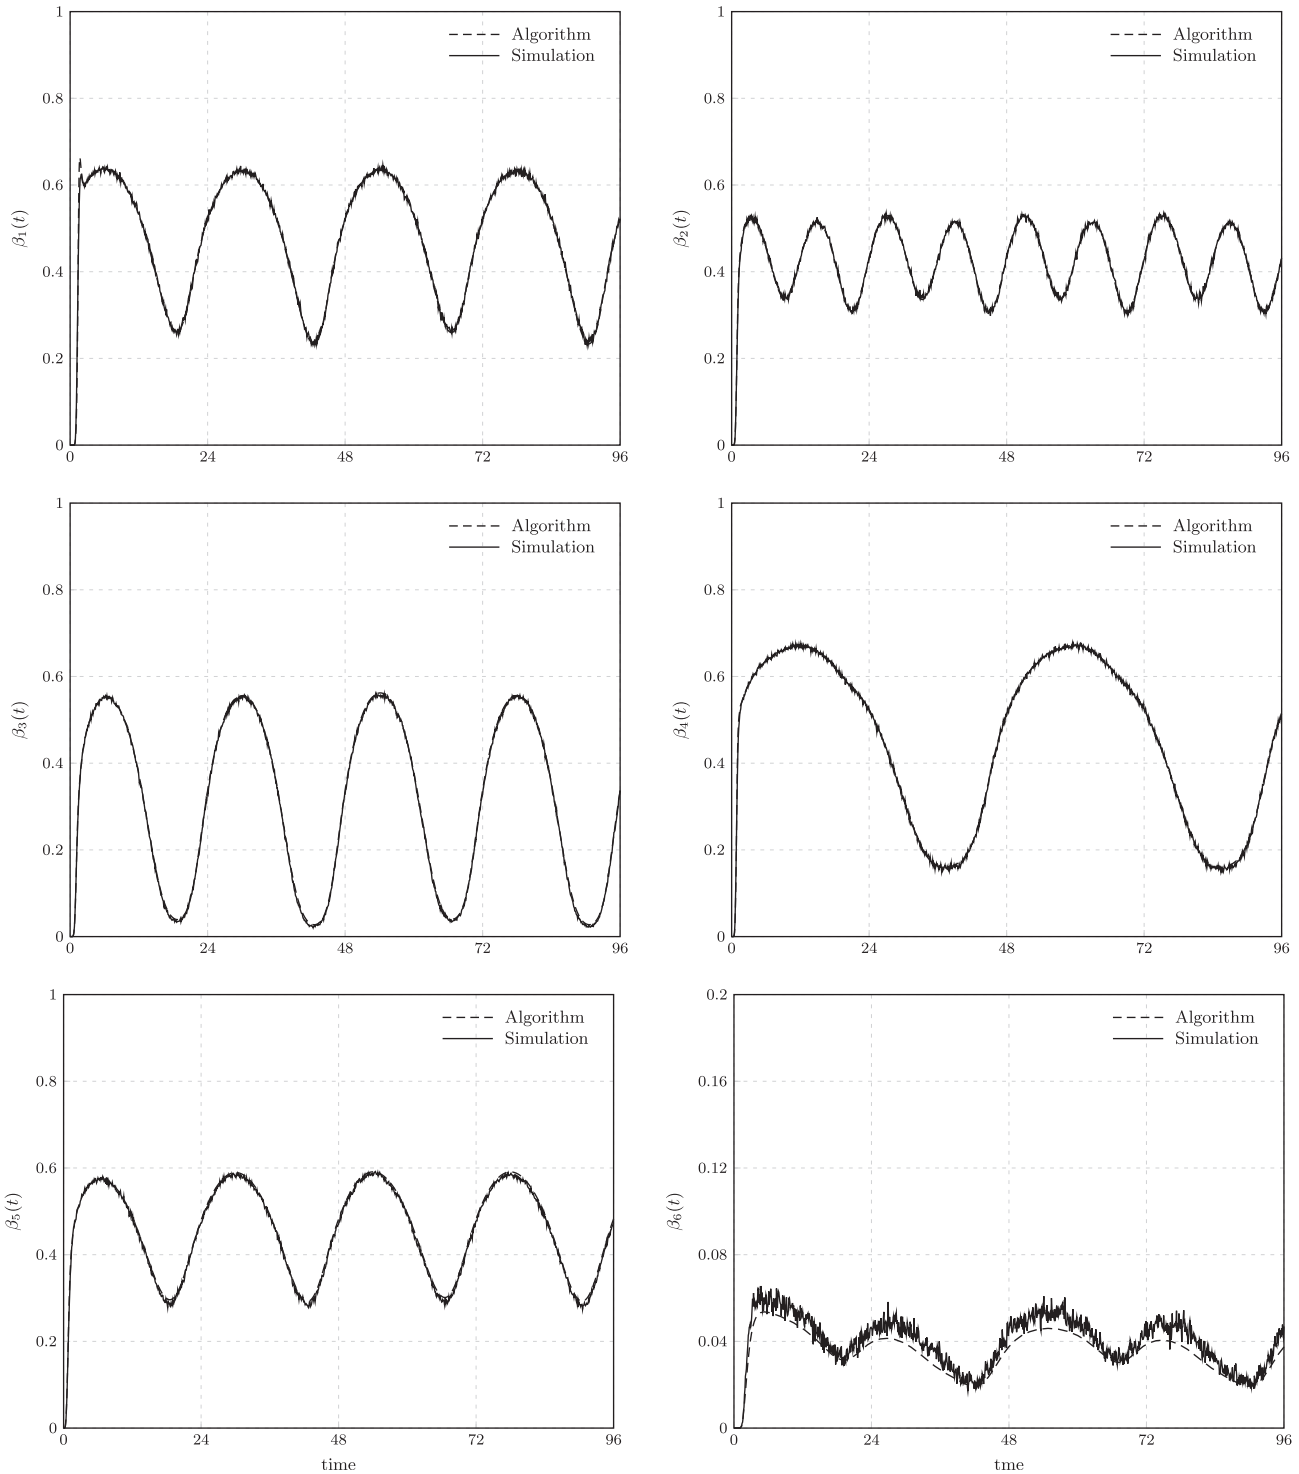 1
0.8
0.6
0.4
0.2
0
0 24 48 72 96
β1(t)
Algorithm
Simulation
1
0.8
0.6
0.4
0.2
0
0 24 48 72 96
β2(t)
Algorithm
Simulation
1
0.8
0.6
0.4
0.2
0
0 24 48 72 96
β3(t)
Algorithm
Simulation
1
0.8
0.6
0.4
0.2
0
0 24 48 72 96
β4(t)
Algorithm
Simulation
1
0.8
0.6
0.4
0.2
0
0 24 48 72 96
β5(t)
time
Algorithm
Simulation
0.2
0.16
0.12
0.08
0.04
0
0 24 48 72 96
β6(t)
tme
Algorithm
Simulation